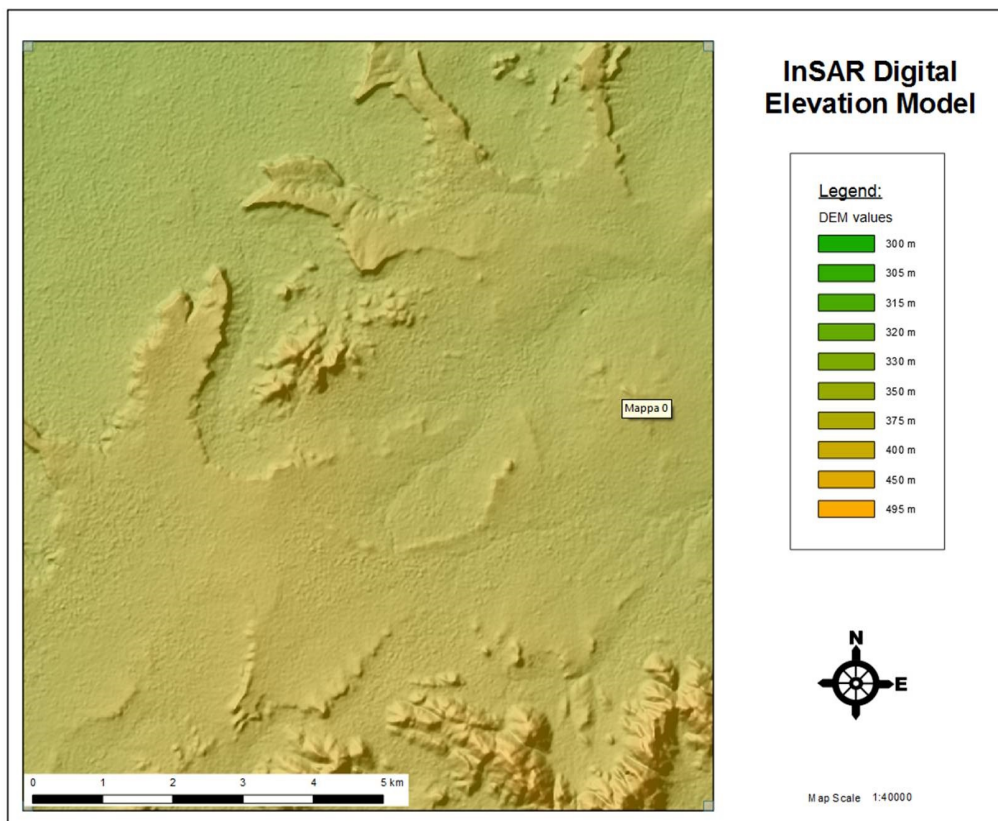 InSAR Digital
Elevation Model
Legend:
DEM values
300 m
305 m
315 m
320 m
330 m
350 m
375 m
400 m
450 m
495 m
Mappa 0
N
E
0 1 2 3 4 5 km
Map Scale 1:40000